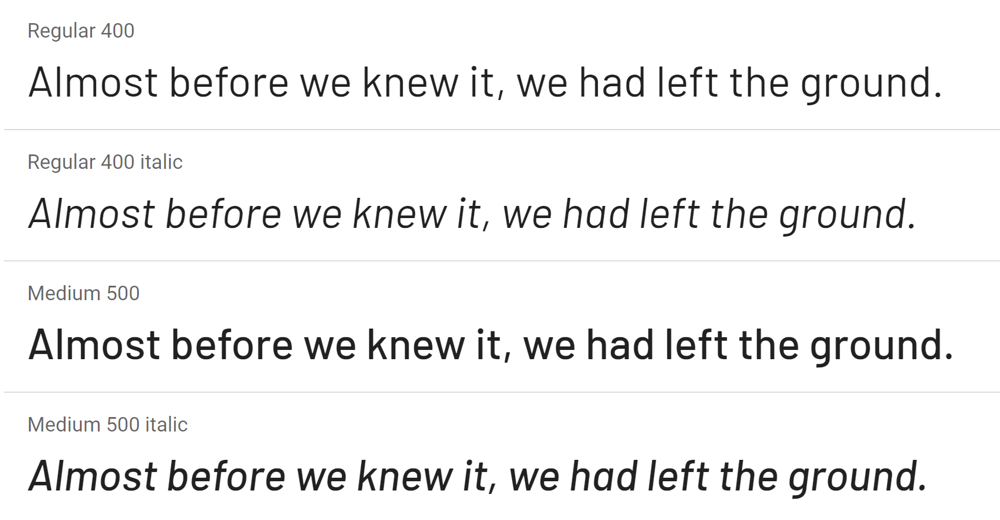 Regular 400
Almost before we knew it, we had left the ground.
Regular 400 italic
Almost before we knew it, we had left the ground.
Medium 500
Almost before we knew it, we had left the ground.
Medium 500 italic
Almost before we knew it, we had left the ground.